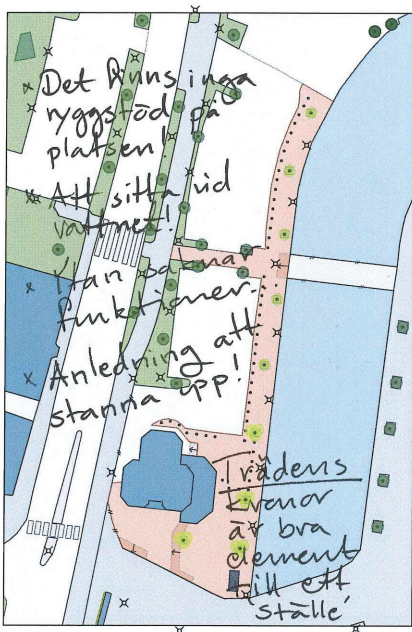 x Det finns inga
ryggstöd på
platsen!
x Att sitta vid
vattnet!
x Ytan saknar
funktioner.
x Anledning att
stanna upp!
Trädens
kronor
är bra
element
till ett
ställe